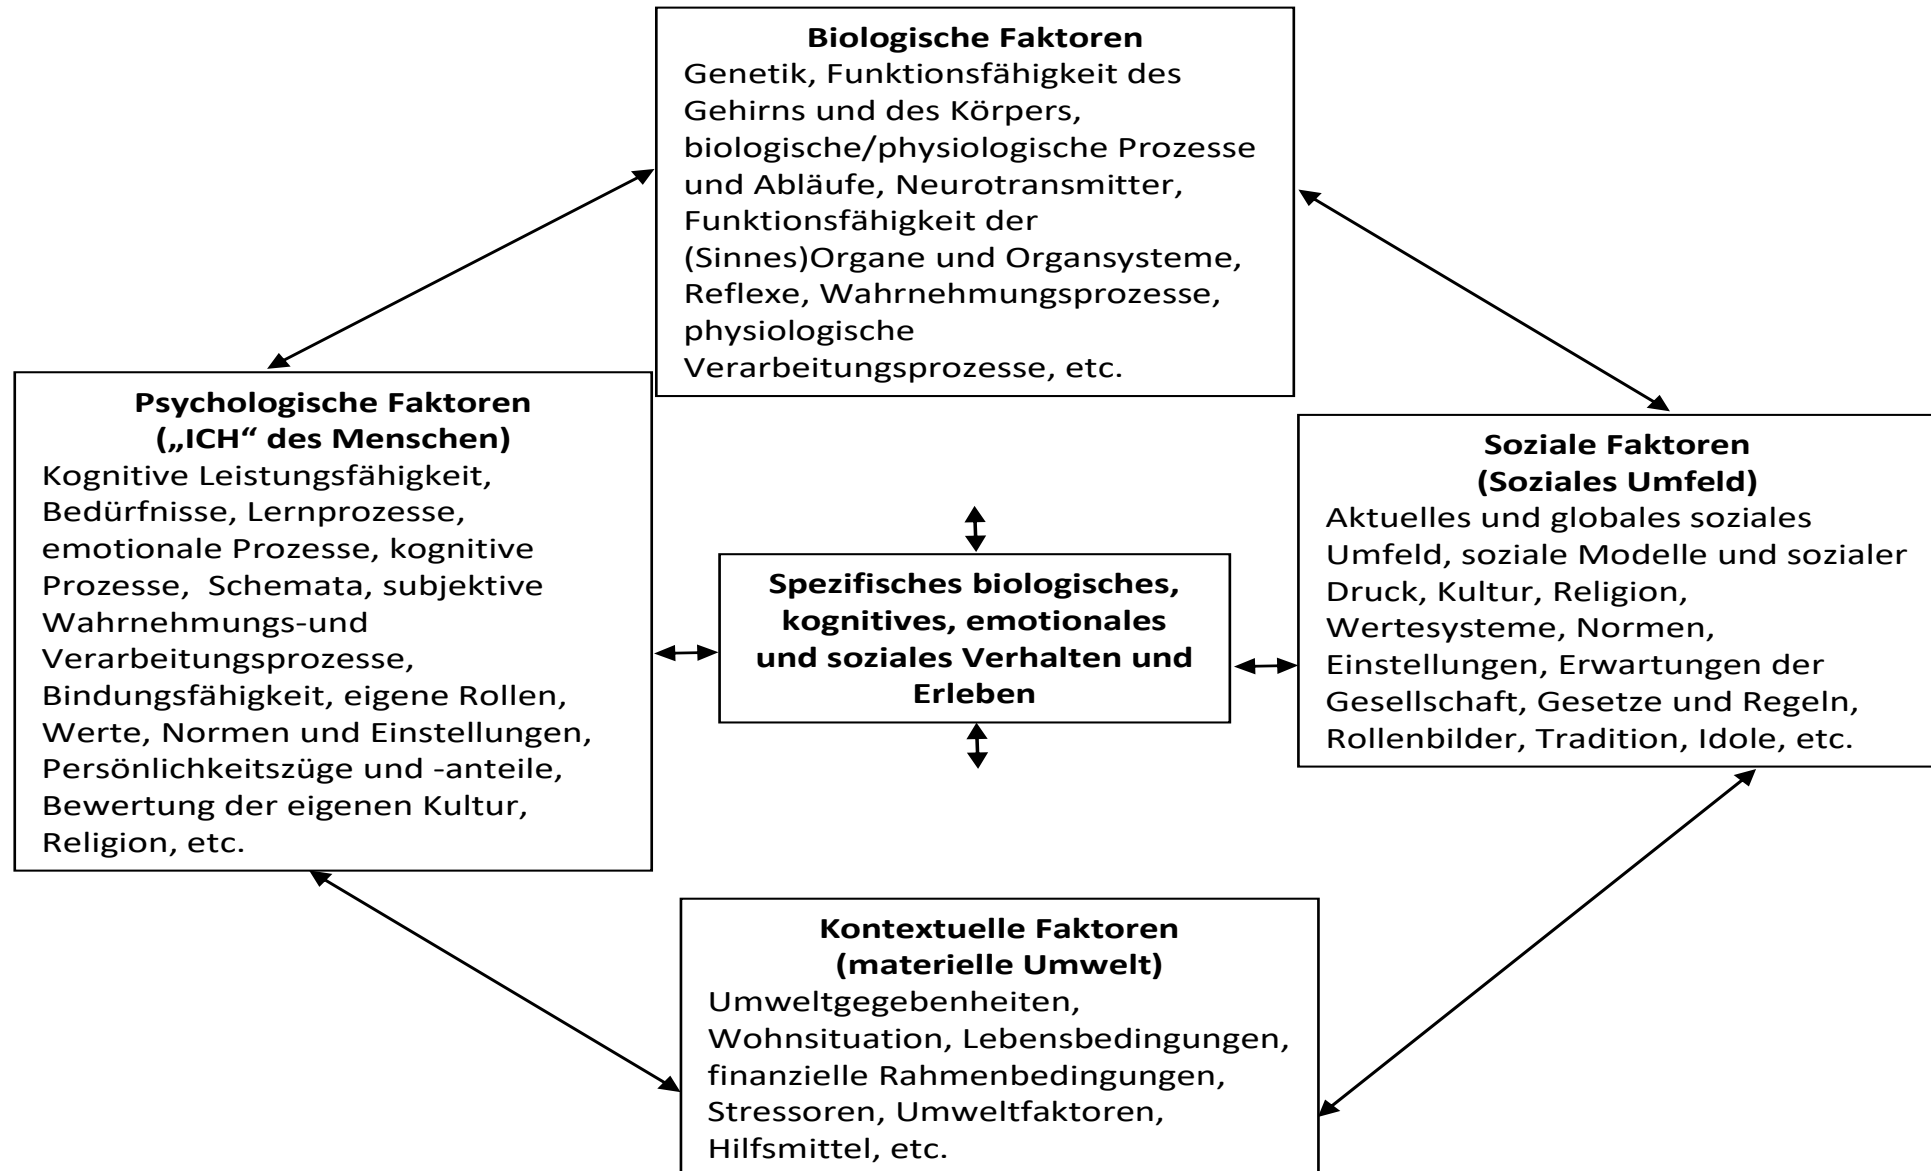 Biologische Faktoren
Genetik, Funktionsfähigkeit des
Gehirns und des Körpers,
biologische/physiologische Prozesse
und Abläufe, Neurotransmitter,
Funktionsfähigkeit der
(Sinnes)Organe und Organsysteme,
Reflexe, Wahrnehmungsprozesse,
physiologische
Verarbeitungsprozesse, etc.
Psychologische Faktoren
(„ICH“ des Menschen)
Kognitive Leistungsfähigkeit,
Bedürfnisse, Lernprozesse,
emotionale Prozesse, kognitive
Prozesse,  Schemata, subjektive
Wahrnehmungs-und
Verarbeitungsprozesse,
Bindungsfähigkeit, eigene Rollen,
Werte, Normen und Einstellungen,
Persönlichkeitszüge und -anteile,
Bewertung der eigenen Kultur,
Religion, etc.
Spezifisches biologisches,
kognitives, emotionales
und soziales Verhalten und
Erleben
Soziale Faktoren
(Soziales Umfeld)
Aktuelles und globales soziales
Umfeld, soziale Modelle und sozialer
Druck, Kultur, Religion,
Wertesysteme, Normen,
Einstellungen, Erwartungen der
Gesellschaft, Gesetze und Regeln,
Rollenbilder, Tradition, Idole, etc.
Kontextuelle Faktoren
(materielle Umwelt)
Umweltgegebenheiten,
Wohnsituation, Lebensbedingungen,
finanzielle Rahmenbedingungen,
Stressoren, Umweltfaktoren,
Hilfsmittel, etc.